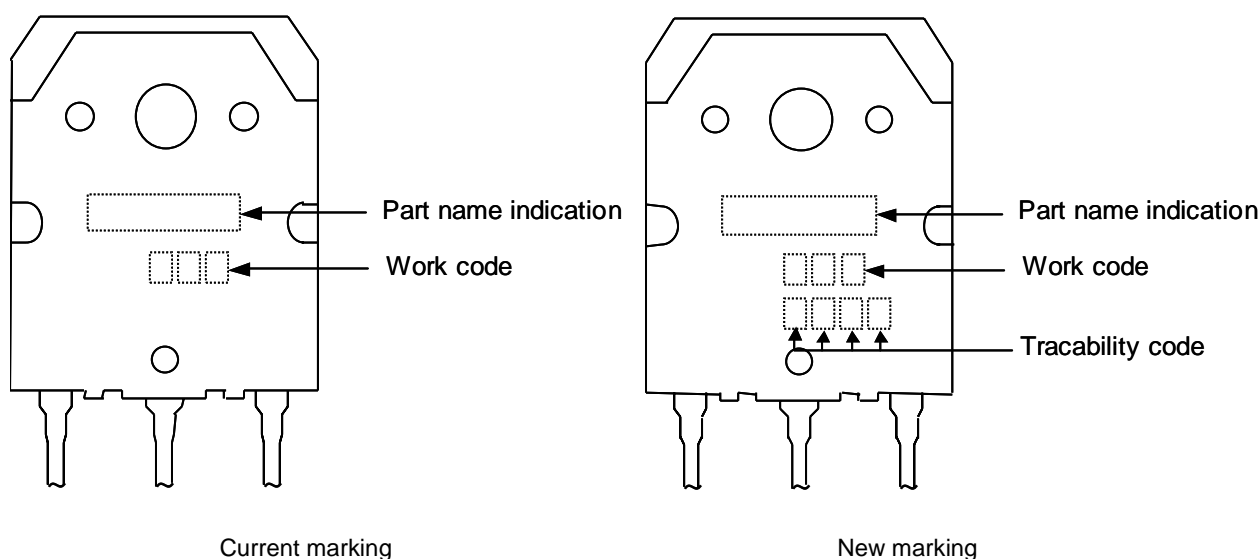 Part name indication
Work code
Current marking
Part name indication
Work code
Tracability code
New marking